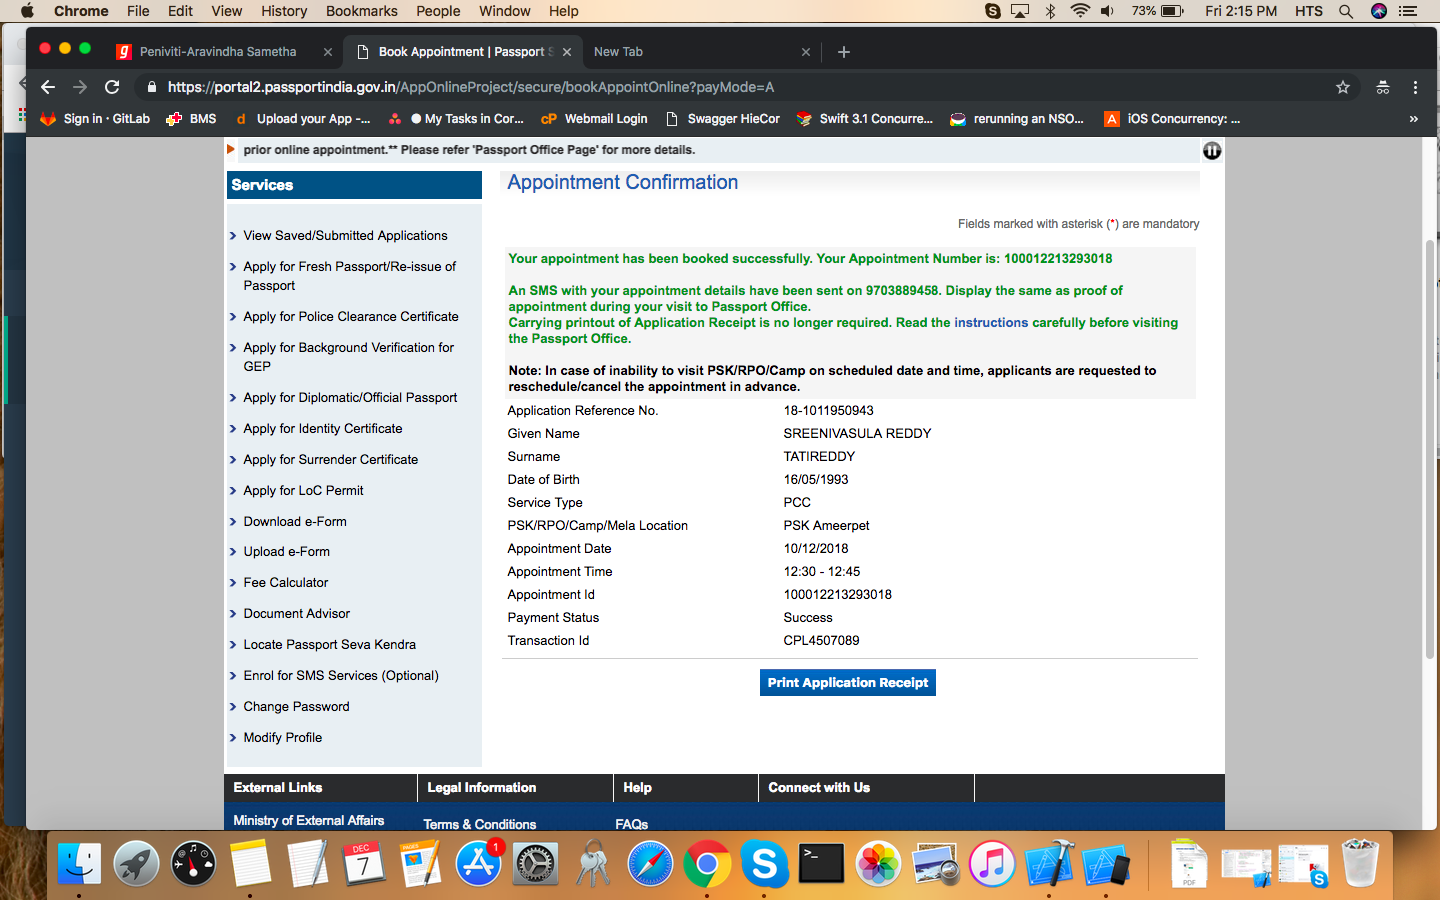 Chrome File Edit View History Bookmarks People Window Help 73% Fri 2:15 PM HTS
Peniviti-Aravindha Sametha
Book Appointment | Passport S
New Tab
https://portal2.passportindia.gov.in/AppOnlineProject/secure/bookAppointOnline?payMode=A
Sign in · GitLab
BMS
Upload your App -...
My Tasks in Cor...
Webmail Login
Swagger HieCor
Swift 3.1 Concurre...
rerunning an NSO...
iOS Concurrency: ...
»
prior online appointment.** Please refer 'Passport Office Page' for more details.
Services
View Saved/Submitted Applications
Apply for Fresh Passport/Re-issue of
Passport
Apply for Police Clearance Certificate
Apply for Background Verification for
GEP
Apply for Diplomatic/Official Passport
Apply for Identity Certificate
Apply for Surrender Certificate
Apply for LoC Permit
Download e-Form
Upload e-Form
Fee Calculator
Document Advisor
Locate Passport Seva Kendra
Enrol for SMS Services (Optional)
Change Password
Modify Profile
Appointment Confirmation
Fields marked with asterisk (*) are mandatory
Your appointment has been booked successfully. Your Appointment Number is: 100012213293018
An SMS with your appointment details have been sent on 9703889458. Display the same as proof of
appointment during your visit to Passport Office.
Carrying printout of Application Receipt is no longer required. Read the instructions carefully before visiting
the Passport Office.
Note: In case of inability to visit PSK/RPO/Camp on scheduled date and time, applicants are requested to
reschedule/cancel the appointment in advance.
Application Reference No. 18-1011950943
Given Name SREENIVASULA REDDY
Surname TATIREDDY
Date of Birth 16/05/1993
Service Type PCC
PSK/RPO/Camp/Mela Location PSK Ameerpet
Appointment Date 10/12/2018
Appointment Time 12:30 - 12:45
Appointment Id 100012213293018
Payment Status Success
Transaction Id CPL4507089
Print Application Receipt
External Links Legal Information Help Connect with Us
Ministry of External Affairs Terms & Conditions FAQs
DEC
7
1
PDF